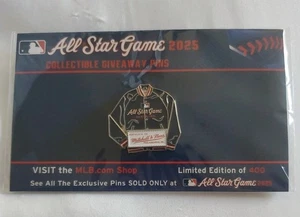 All Star Game 2025
COLLECTIBLE GIVEAWAY PINS
All Star Game
Mitchell & Ness
VISIT the MLB.com Shop
Limited Edition of 400
See All The Exclusive Pins SOLD ONLY at All Star Game